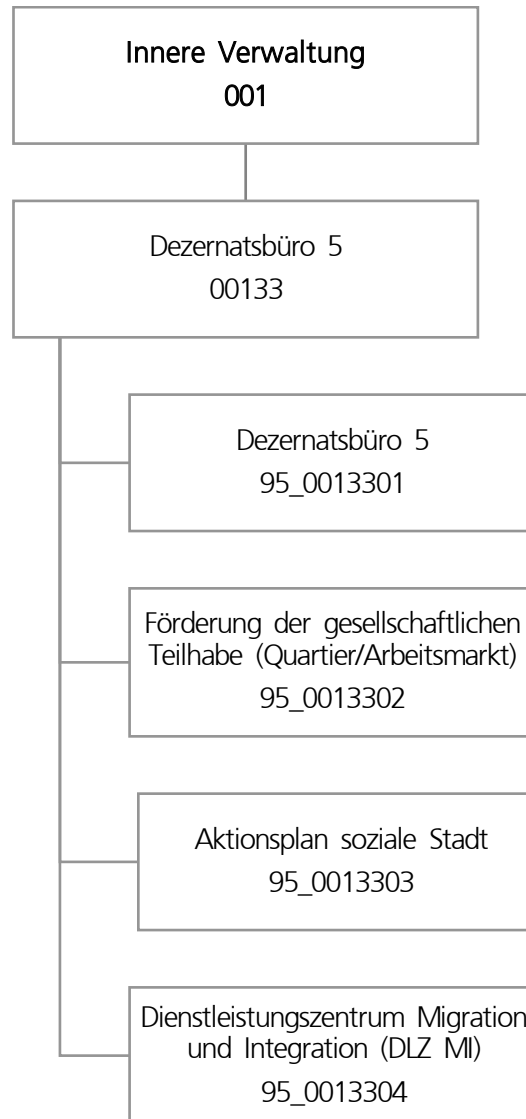 Innere Verwaltung
001
Dezernatsbüro 5
00133
Dezernatsbüro 5
95_0013301
Förderung der gesellschaftlichen
Teilhabe (Quartier/Arbeitsmarkt)
95_0013302
Aktionsplan soziale Stadt
95_0013303
Dienstleistungszentrum Migration
und Integration (DLZ MI)
95_0013304